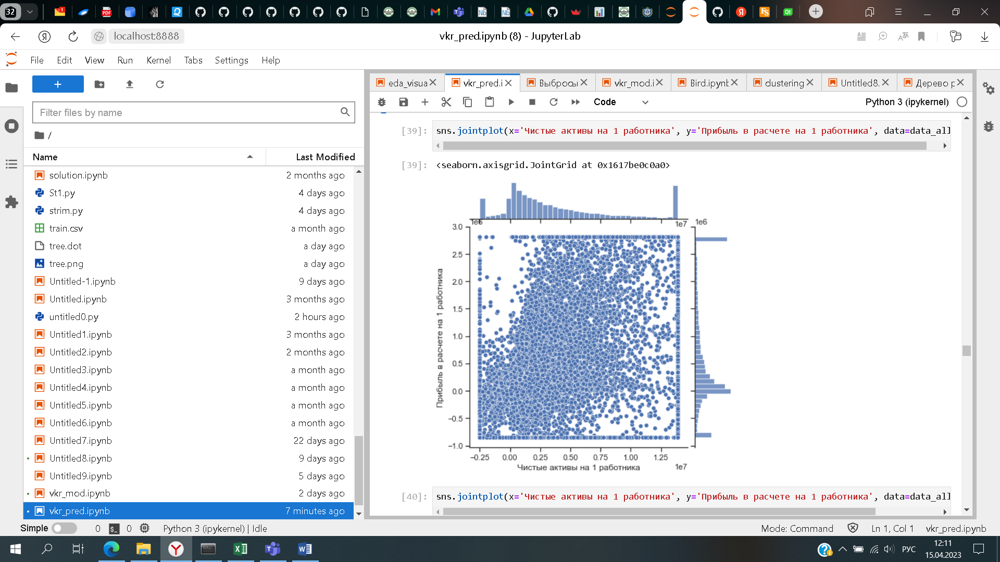 32
localhost:8888
vkr_pred.ipynb (8) - JupyterLab
File Edit View Run Kernel Tabs Settings Help
eda_visua
vkr_pred.i
Выбросы
vkr_mod.i
Bird.ipynb
clustering
Untitled8.
Дерево р
Code
Python 3 (ipykernel)
Filter files by name
/
Name Last Modified
solution.ipynb 2 months ago
St1.py 4 days ago
strim.py 4 days ago
train.csv a month ago
tree.dot a day ago
tree.png a day ago
Untitled-1.ipynb 9 days ago
Untitled.ipynb 3 months ago
untitled0.py 2 hours ago
Untitled1.ipynb 3 months ago
Untitled2.ipynb 2 months ago
Untitled3.ipynb a month ago
Untitled4.ipynb a month ago
Untitled5.ipynb a month ago
Untitled6.ipynb a month ago
Untitled7.ipynb 22 days ago
Untitled8.ipynb 9 days ago
Untitled9.ipynb 5 days ago
vkr_mod.ipynb 2 days ago
vkr_pred.ipynb 7 minutes ago
[39]: sns.jointplot(x='Чистые активы на 1 работника', y='Прибыль в расчете на 1 работника', data=data_all
[39]: <seaborn.axisgrid.JointGrid at 0x1617be0c0a0>
1e6
1e7
1e6
3.0
2.5
2.0
1.5
1.0
0.5
0.0
−0.5
−1.0
Прибыль в расчете на 1 работника
−0.25 0.00 0.25 0.50 0.75 1.00 1.25
Чистые активы на 1 работника
1e7
[40]: sns.jointplot(x='Чистые активы на 1 работника', y='Прибыль в расчете на 1 работника', data=data_all
Simple 0 $_ 0 Python 3 (ipykernel) | Idle
Mode: Command Ln 1, Col 1 vkr_pred.ipynb
РУС
12:11
15.04.2023